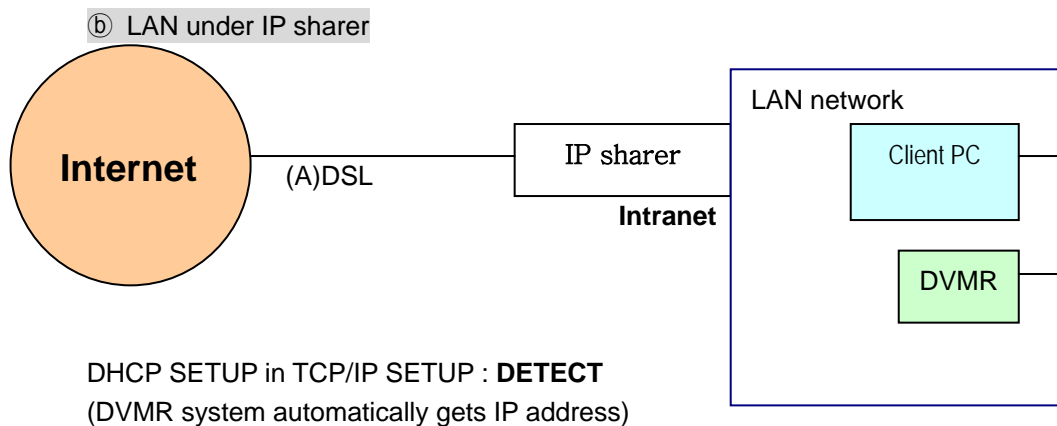 ⓑ LAN under IP sharer
Internet
(A)DSL
IP sharer
Intranet
LAN network
Client PC
DVMR
DHCP SETUP in TCP/IP SETUP : DETECT
(DVMR system automatically gets IP address)